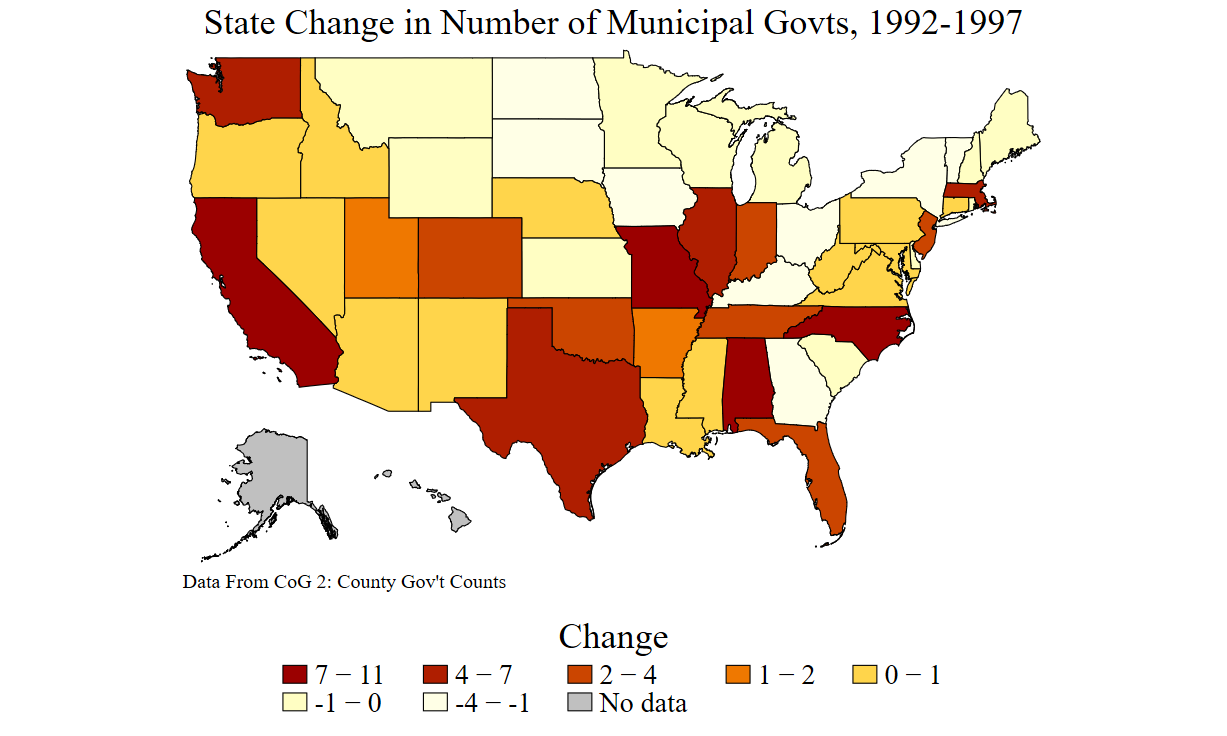 State Change in Number of Municipal Govts, 1992-1997
Data From CoG 2: County Gov't Counts
Change
7 − 11 4 − 7 2 − 4 1 − 2 0 − 1
-1 − 0 -4 − -1 No data